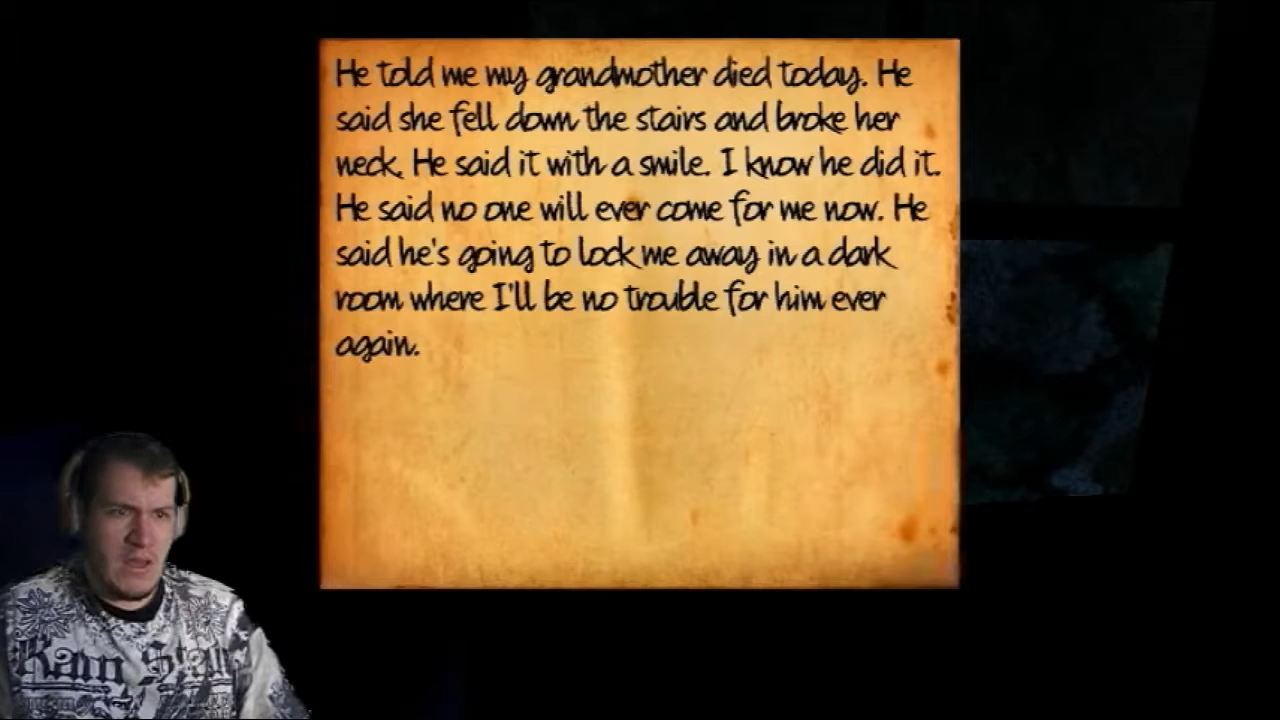 He told me my grandmother died today. He
said she fell down the stairs and broke her
neck. He said it with a smile. I know he did it.
He said no one will ever come for me now. He
said he's going to lock me away in a dark
room where I'll be no trouble for him ever
again.